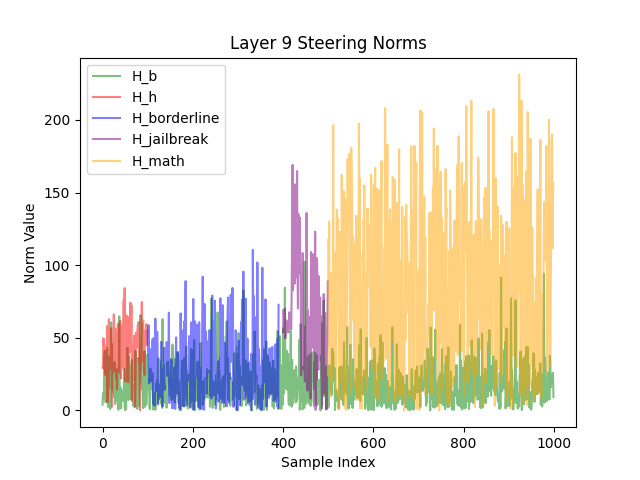 Layer 9 Steering Norms
H_b
H_h
H_borderline
H_jailbreak
H_math
Norm Value
200
150
100
50
0
0 200 400 600 800 1000
Sample Index